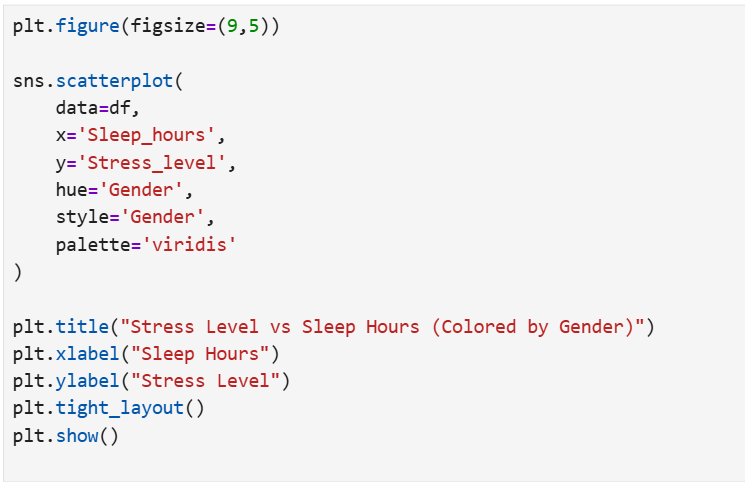 plt.figure(figsize=(9,5))
sns.scatterplot(
    data=df,
    x='Sleep_hours',
    y='Stress_level',
    hue='Gender',
    style='Gender',
    palette='viridis'
)
plt.title("Stress Level vs Sleep Hours (Colored by Gender)")
plt.xlabel("Sleep Hours")
plt.ylabel("Stress Level")
plt.tight_layout()
plt.show()